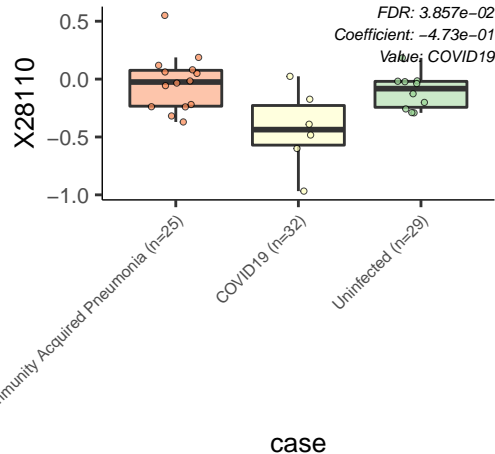 FDR: 3.857e−02
Coefficient: −4.73e−01
Value: COVID19
X28110
0.5
0.0
−0.5
−1.0
Acquired Pneumonia (n=25)
COVID19 (n=32)
Uninfected (n=29)
case